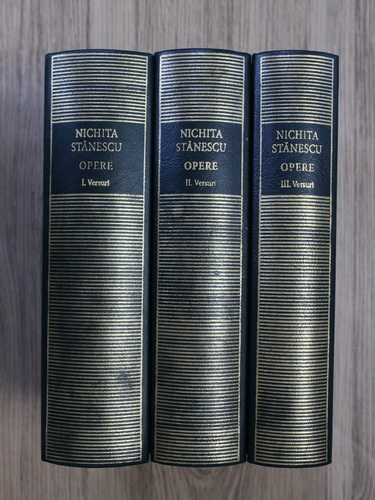 NICHITA
STĂNESCU
OPERE
I. Versuri
NICHITA
STĂNESCU
OPERE
II. Versuri
NICHITA
STĂNESCU
OPERE
III. Versuri